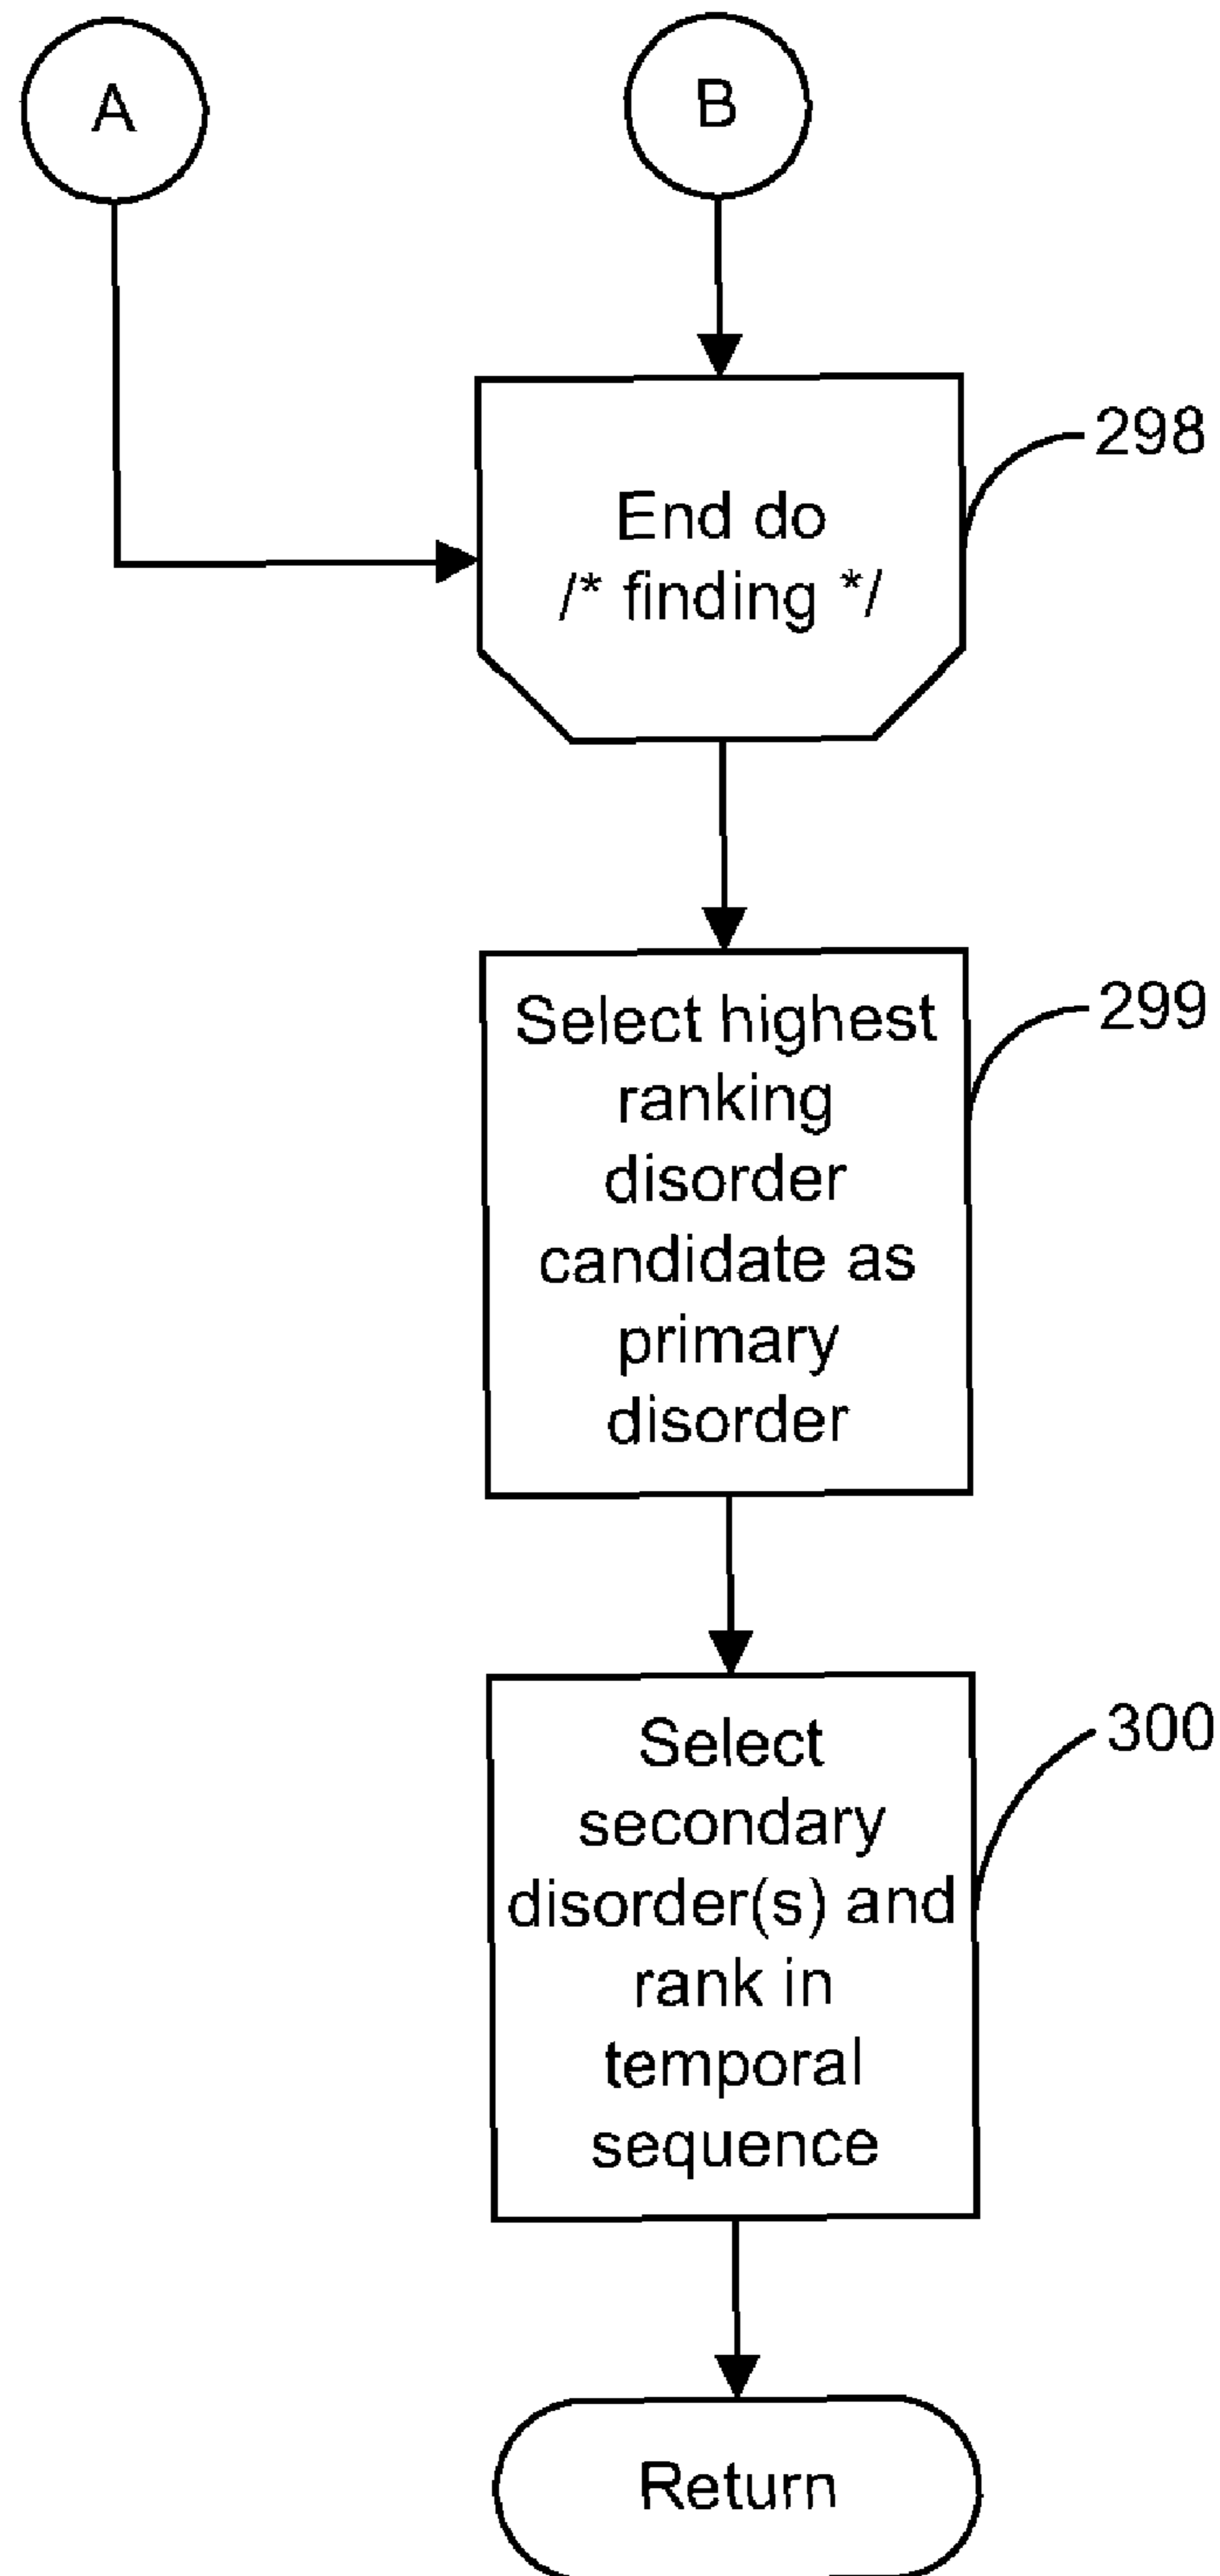 A
B
298
End do
/* finding */
299
Select highest
ranking
disorder
candidate as
primary
disorder
300
Select
secondary
disorder(s) and
rank in
temporal
sequence
Return